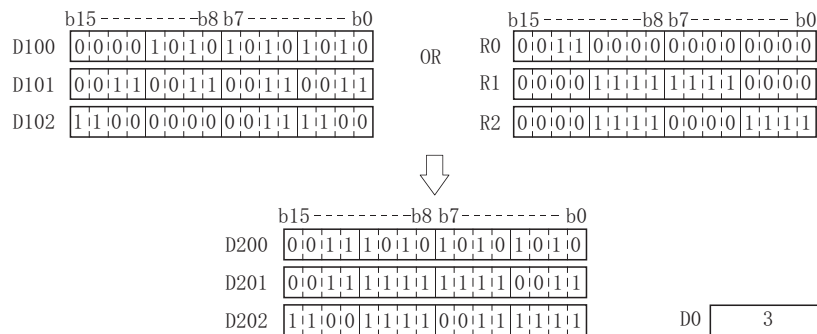 b15 b8 b7 b0 b15 b8 b7 b0
D100 0 0 0 0 1 0 1 0 1 0 1 0 1 0 1 0 OR R0 0 0 1 1 0 0 0 0 0 0 0 0 0 0 0 0
D101 0 0 1 1 0 0 1 1 0 0 1 1 0 0 1 1 R1 0 0 0 0 1 1 1 1 1 1 1 1 0 0 0 0
D102 1 1 0 0 0 0 0 0 0 0 1 1 1 1 0 0 R2 0 0 0 0 1 1 1 1 0 0 0 0 1 1 1 1
b15 b8 b7 b0
D200 0 0 1 1 1 0 1 0 1 0 1 0 1 0 1 0
D201 0 0 1 1 1 1 1 1 1 1 1 1 0 0 1 1
D202 1 1 0 0 1 1 1 1 0 0 1 1 1 1 1 1 D0 3